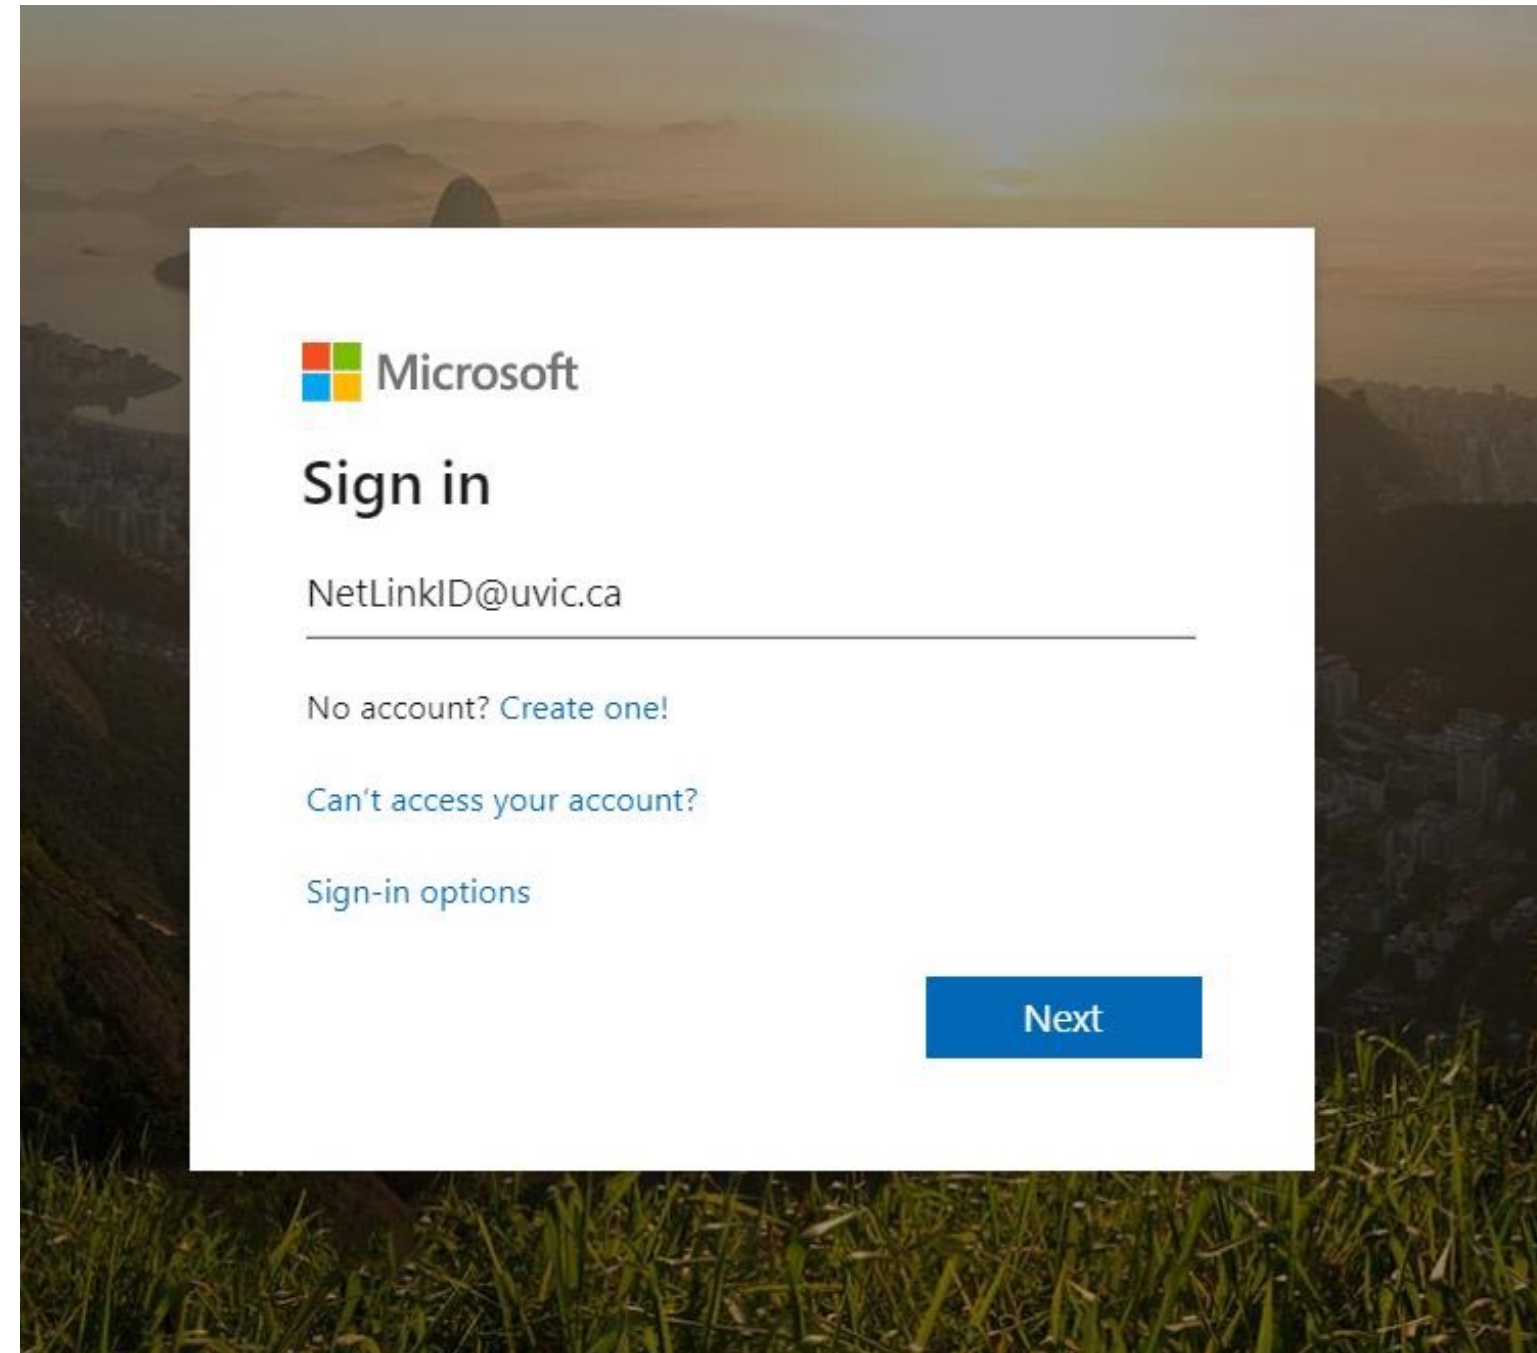 Microsoft
Sign in
NetLinkID@uvic.ca
No account? Create one!
Can't access your account?
Sign-in options
Next